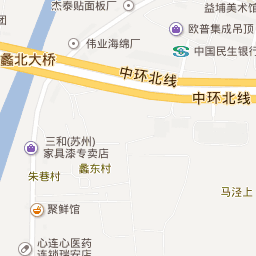 杰泰贴面板厂
益埔美术馆
欧普集成吊顶
伟业海绵厂
中国民生银行
蠡北大桥
中环北线
中环北线
三和(苏州)
家具漆专卖店
蠡东村
朱巷村
马泾上
聚鲜馆
心连心医药
连锁瑞安店